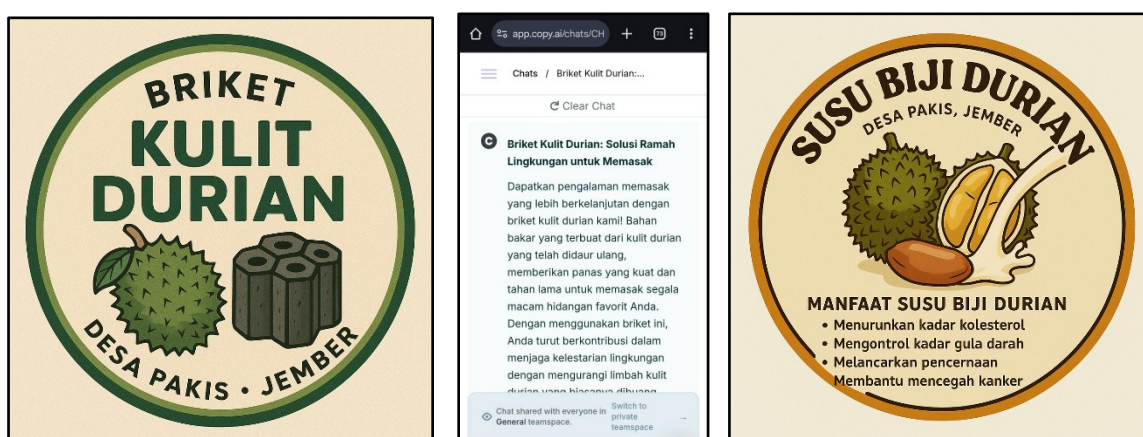 BRIKET
KULIT
DURIAN
DESA PAKIS • JEMBER
app.copy.ai/chats/CH
79
Chats / Briket Kulit Durian:...
Clear Chat
C
Briket Kulit Durian: Solusi Ramah
Lingkungan untuk Memasak
Dapatkan pengalaman memasak
yang lebih berkelanjutan dengan
briket kulit durian kami! Bahan
bakar yang terbuat dari kulit durian
yang telah didaur ulang,
memberikan panas yang kuat dan
tahan lama untuk memasak segala
macam hidangan favorit Anda.
Dengan menggunakan briket ini,
Anda turut berkontribusi dalam
menjaga kelestarian lingkungan
dengan mengurangi limbah kulit
durian yang biasanya dibuang
Chat shared with everyone in
General teamspace.
Switch to
private
teamspace
→
SUSU BIJI DURIAN
DESA PAKIS, JEMBER
MANFAAT SUSU BIJI DURIAN
• Menurunkan kadar kolesterol
• Mengontrol kadar gula darah
• Melancarkan pencernaan
Membantu mencegah kanker